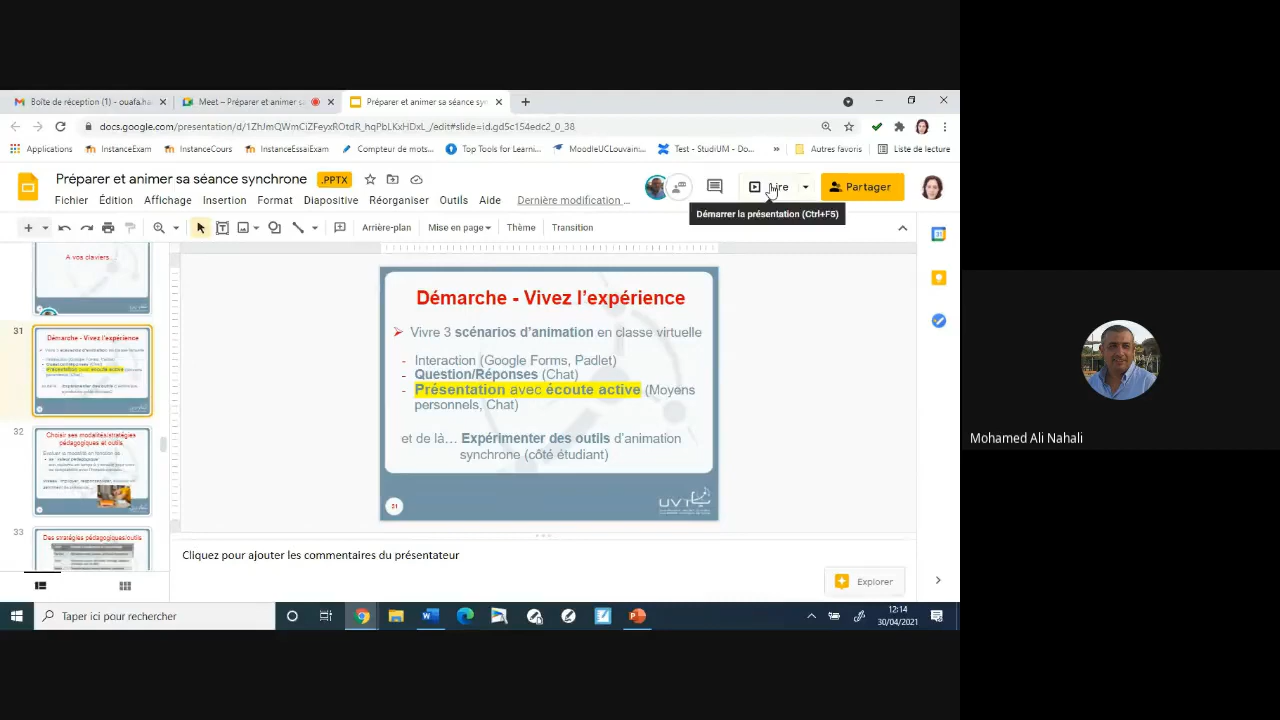 Boîte de réception (1) - ouafa.ha
Meet – Préparer et animer sa
Préparer et animer sa séance syn
docs.google.com/presentation/d/1ZhJmQWmCiZFeyxROtdR_hqPbLKxHDxL_/edit#slide=id.gd5c154edc2_0_38
Applications
InstanceExam
InstanceCours
InstanceEssaiExam
Compteur de mots...
Top Tools for Learni...
MoodleUCLouvain:...
Test - StudiUM - Do...
»
Autres favoris
Liste de lecture
Préparer et animer sa séance synchrone
.PPTX
Lire
Partager
Fichier Édition Affichage Insertion Format Diapositive Réorganiser Outils Aide Dernière modification ...
Démarrer la présentation (Ctrl+F5)
Arrière-plan
Mise en page
Thème
Transition
31
A vos claviers...
31
Démarche - Vivez l'expérience
32
Choisir ses modalités/stratégies
pédagogiques et outils
33
Des stratégies pédagogiques/outils
Démarche - Vivez l'expérience
Vivre 3 scénarios d'animation en classe virtuelle
- Interaction (Google Forms, Padlet)
- Question/Réponses (Chat)
- Présentation avec écoute active (Moyens
personnels, Chat)
et de là… Expérimenter des outils d'animation
synchrone (côté étudiant)
31
UVT
Cliquez pour ajouter les commentaires du présentateur
Explorer
Taper ici pour rechercher
12:14
30/04/2021
Mohamed Ali Nahali